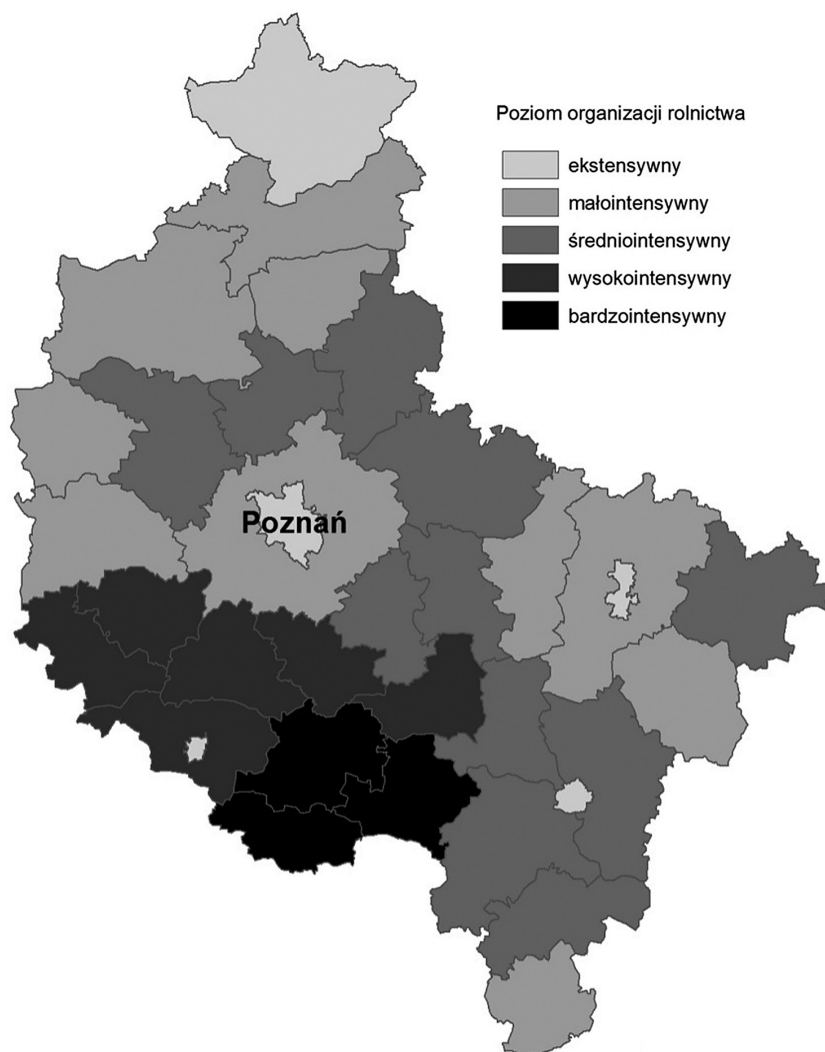 Poziom organizacji rolnictwa
ekstensywny
małointensywny
średniointensywny
wysokointensywny
bardzointensywny
Poznań